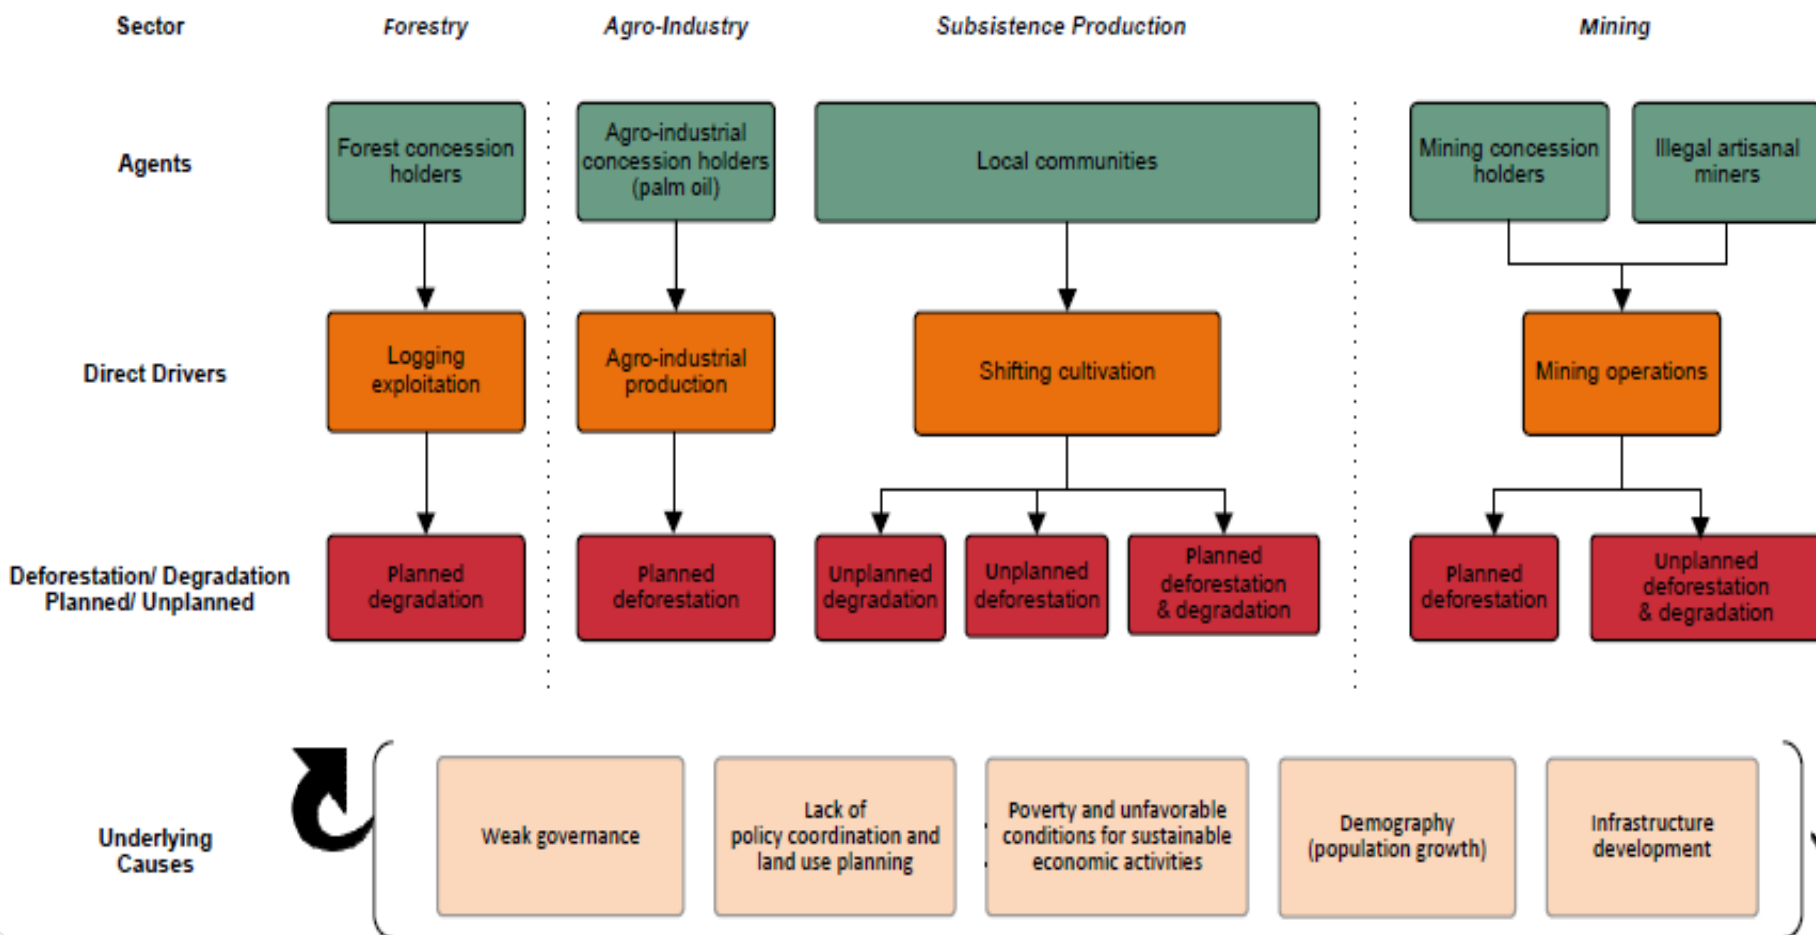 Sector
Forestry
Agro-Industry
Subsistence Production
Mining
Agents
Forest concession
holders
Agro-industrial
concession holders
(palm oil)
Local communities
Mining concession
holders
Illegal artisanal
miners
Direct Drivers
Logging
exploitation
Agro-industrial
production
Shifting cultivation
Mining operations
Deforestation/ Degradation
Planned/ Unplanned
Planned
degradation
Planned
deforestation
Unplanned
degradation
Unplanned
deforestation
Planned
deforestation
& degradation
Planned
deforestation
Unplanned
deforestation
& degradation
Underlying
Causes
Weak governance
Lack of
policy coordination and
land use planning
Poverty and unfavorable
conditions for sustainable
economic activities
Demography
(population growth)
Infrastructure
development